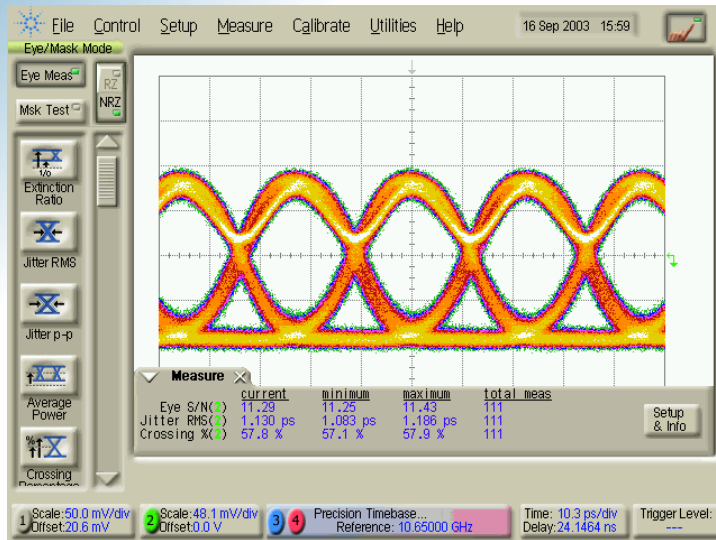 File Control Setup Measure Calibrate Utilities Help 16 Sep 2003 15:59
Eye/Mask Mode
Eye Meas
RZ
Msk Test
NRZ
1/0
Extinction
Ratio
Jitter RMS
Jitter p-p
Average
Power
%
Crossing
Percentage
Measure
current minimum maximum total meas
Eye S/N(2) 11.29 11.25 11.43 111
Jitter RMS(2) 1.130 ps 1.083 ps 1.186 ps 111
Crossing %(2) 57.8 % 57.1 % 57.9 % 111
Setup
& Info
1 Scale:50.0 mV/div
Offset:20.6 mV
2 Scale:48.1 mV/div
Offset:0.0 V
3 4 Precision Timebase...
Reference: 10.65000 GHz
Time: 10.3 ps/div
Delay:24.1464 ns
Trigger Level:
---